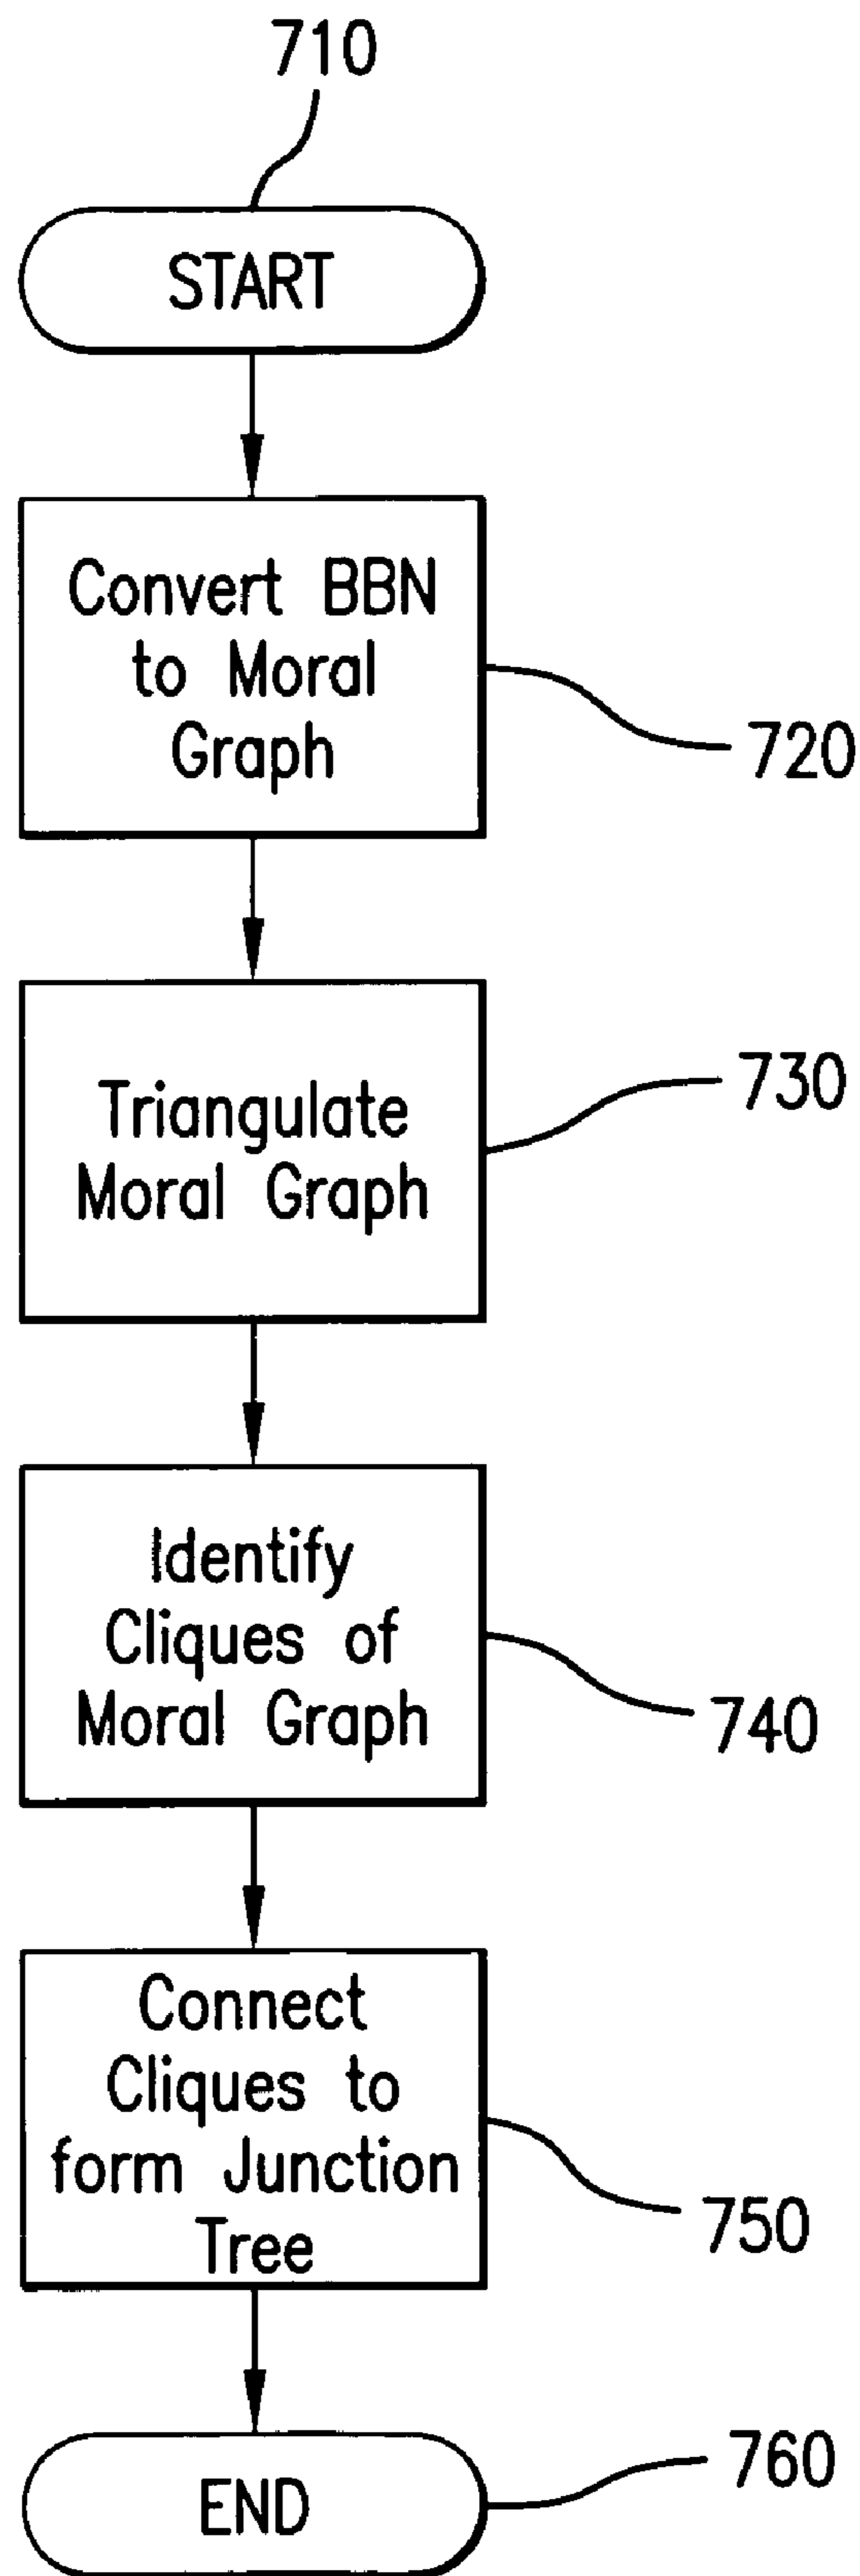 710
START
Convert BBN
to Moral
Graph
720
Triangulate
Moral Graph
730
Identify
Cliques of
Moral Graph
740
Connect
Cliques to
form Junction
Tree
750
END
760